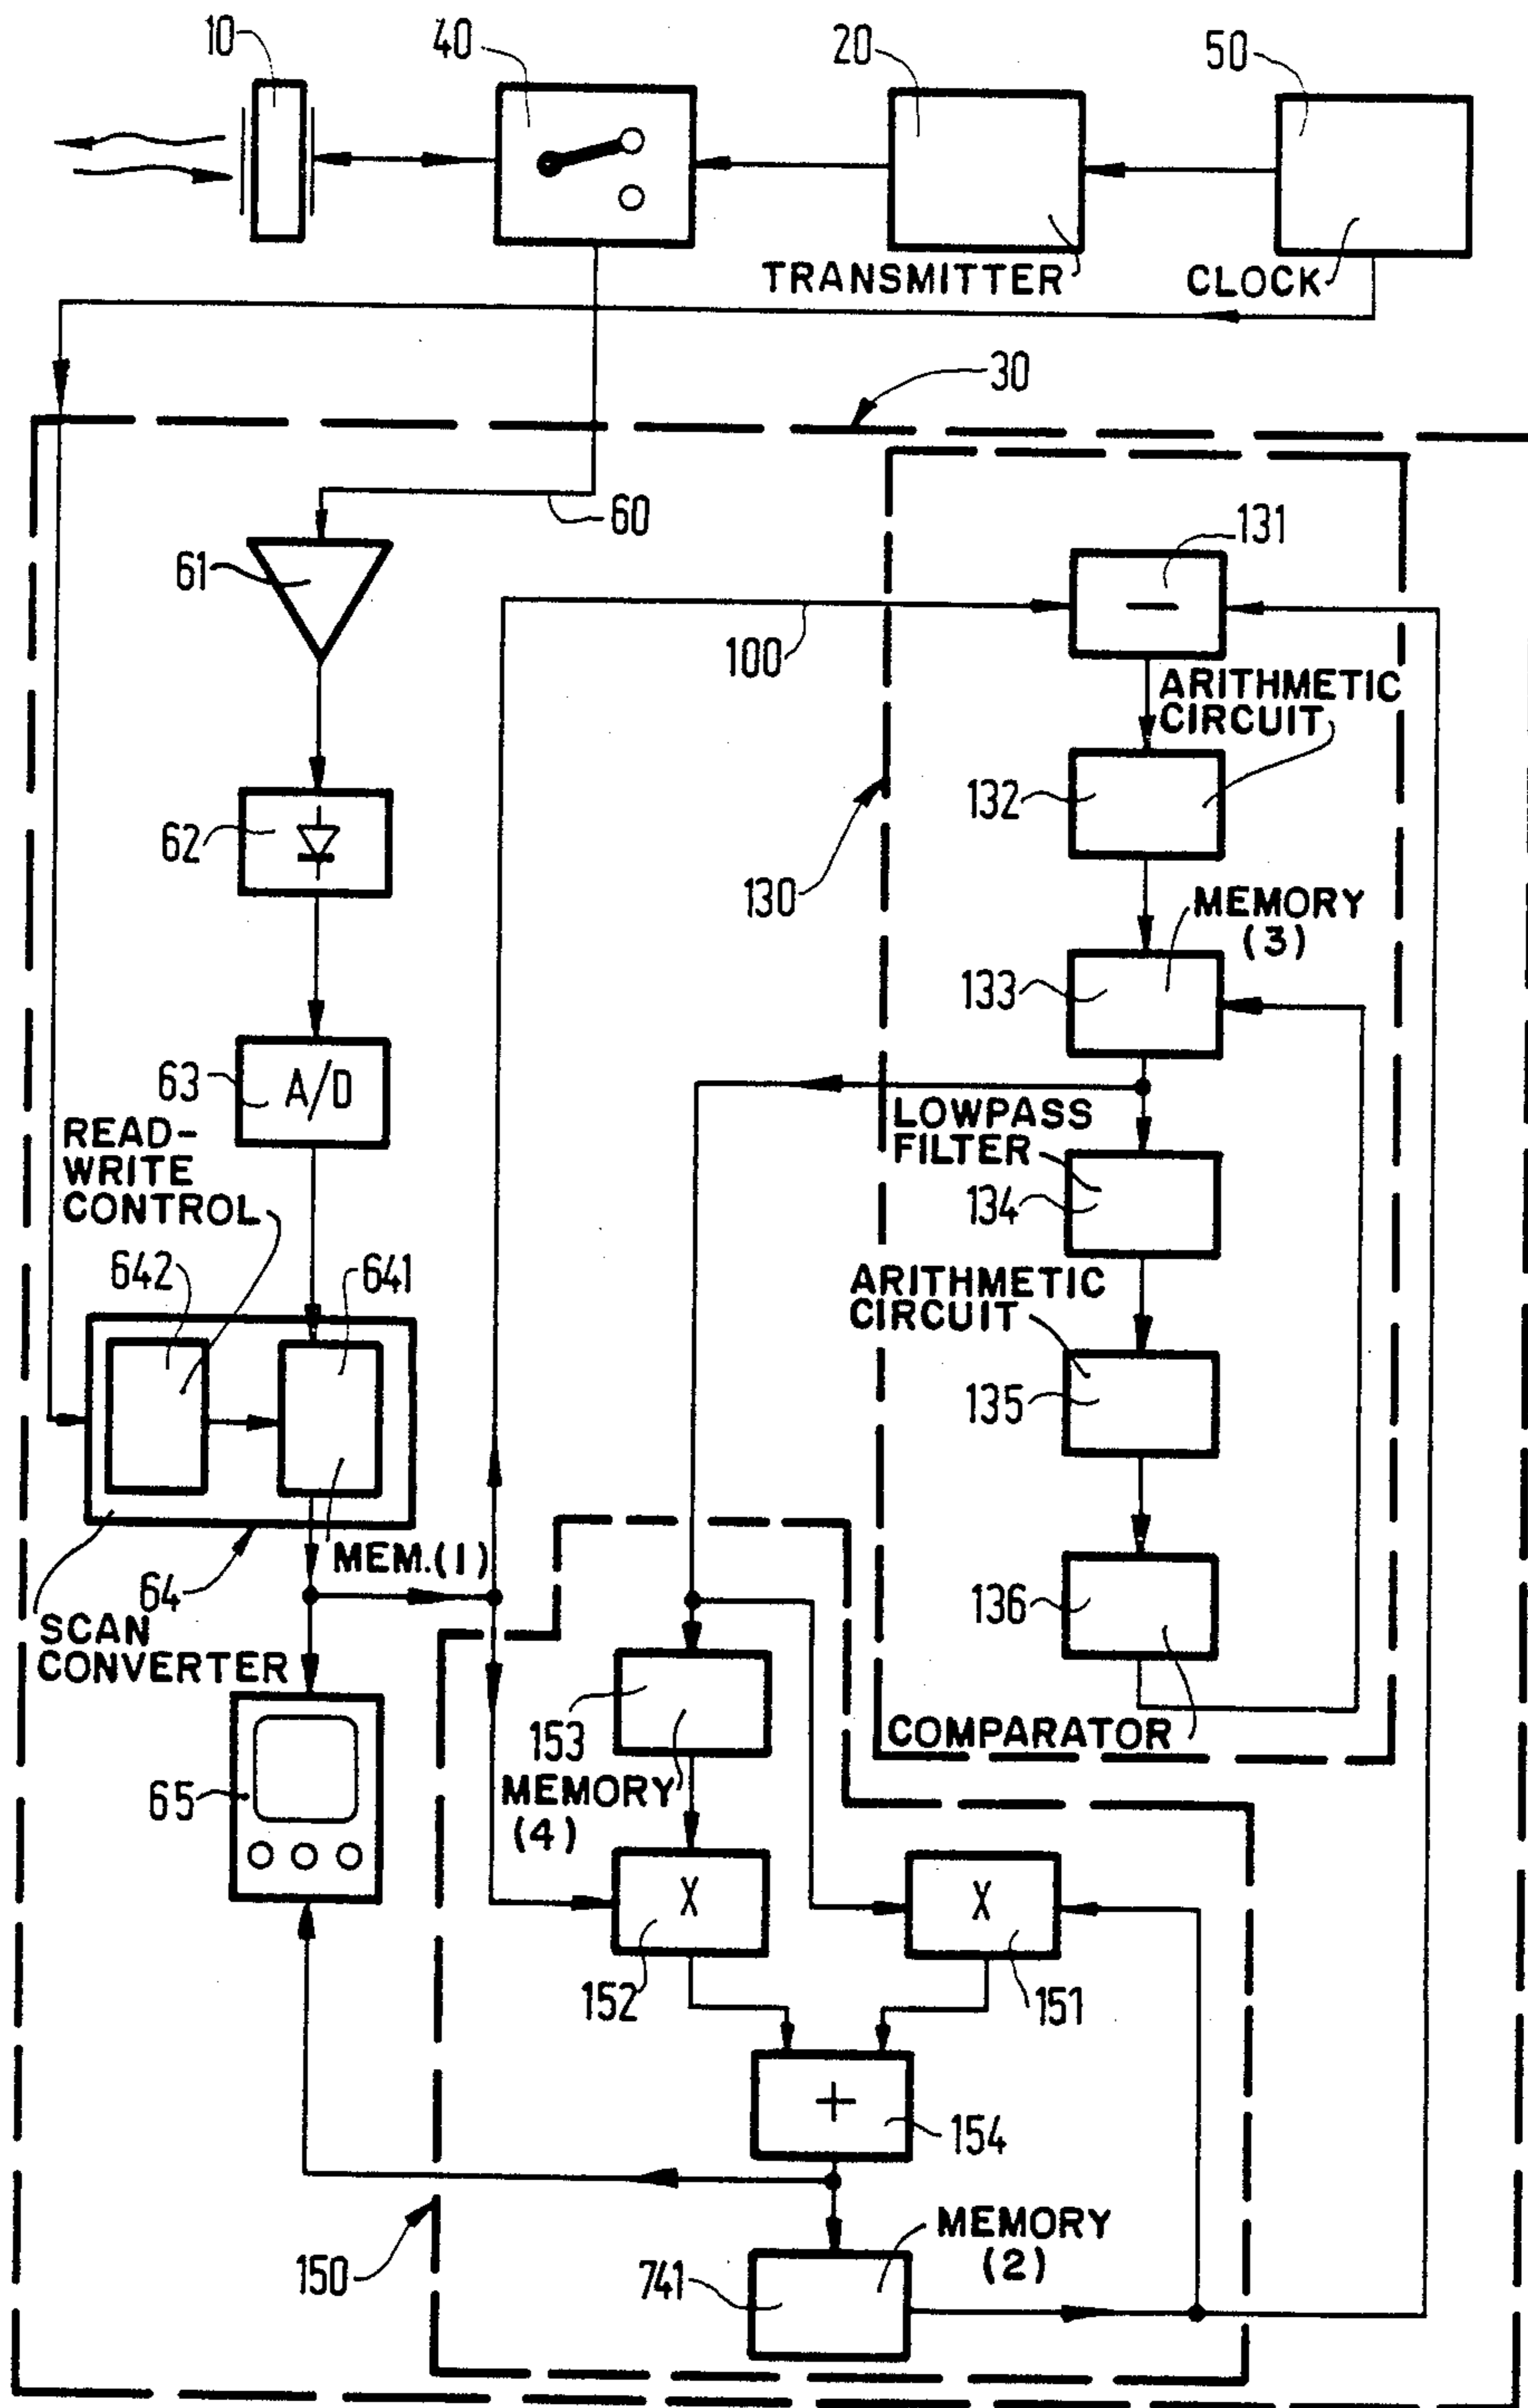 10
40
20
50
TRANSMITTER
CLOCK
30
60
131
61
100
ARITHMETIC
CIRCUIT
132
62
130
MEMORY
(3)
133
63
A/D
LOWPASS
FILTER
READ-
WRITE
CONTROL
134
642
641
ARITHMETIC
CIRCUIT
135
MEM.(1)
64
136
SCAN
CONVERTER
COMPARATOR
153
MEMORY
(4)
65
X
X
152
151
+
154
MEMORY
(2)
150
741